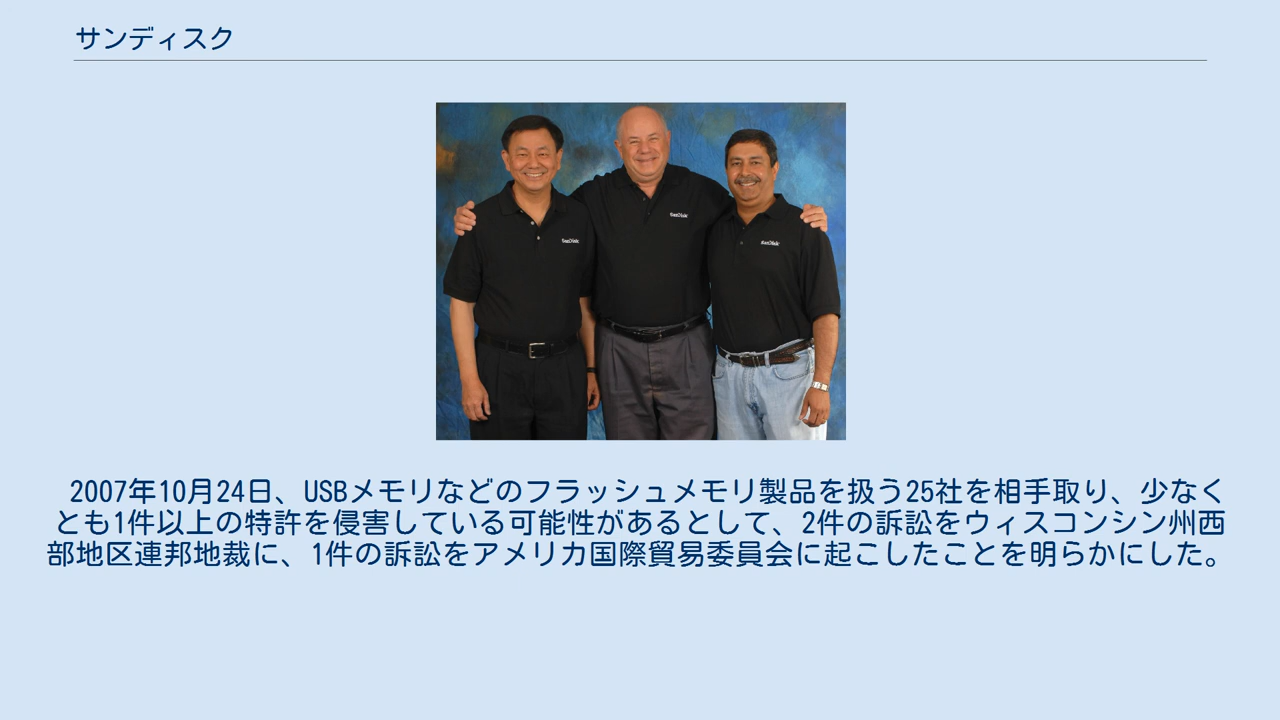 サンディスク
SanDisk
SanDisk
SanDisk
2007年10月24日、USBメモリなどのフラッシュメモリ製品を扱う25社を相手取り、少なく
とも1件以上の特許を侵害している可能性があるとして、2件の訴訟をウィスコンシン州西
部地区連邦地裁に、1件の訴訟をアメリカ国際貿易委員会に起こしたことを明らかにした。